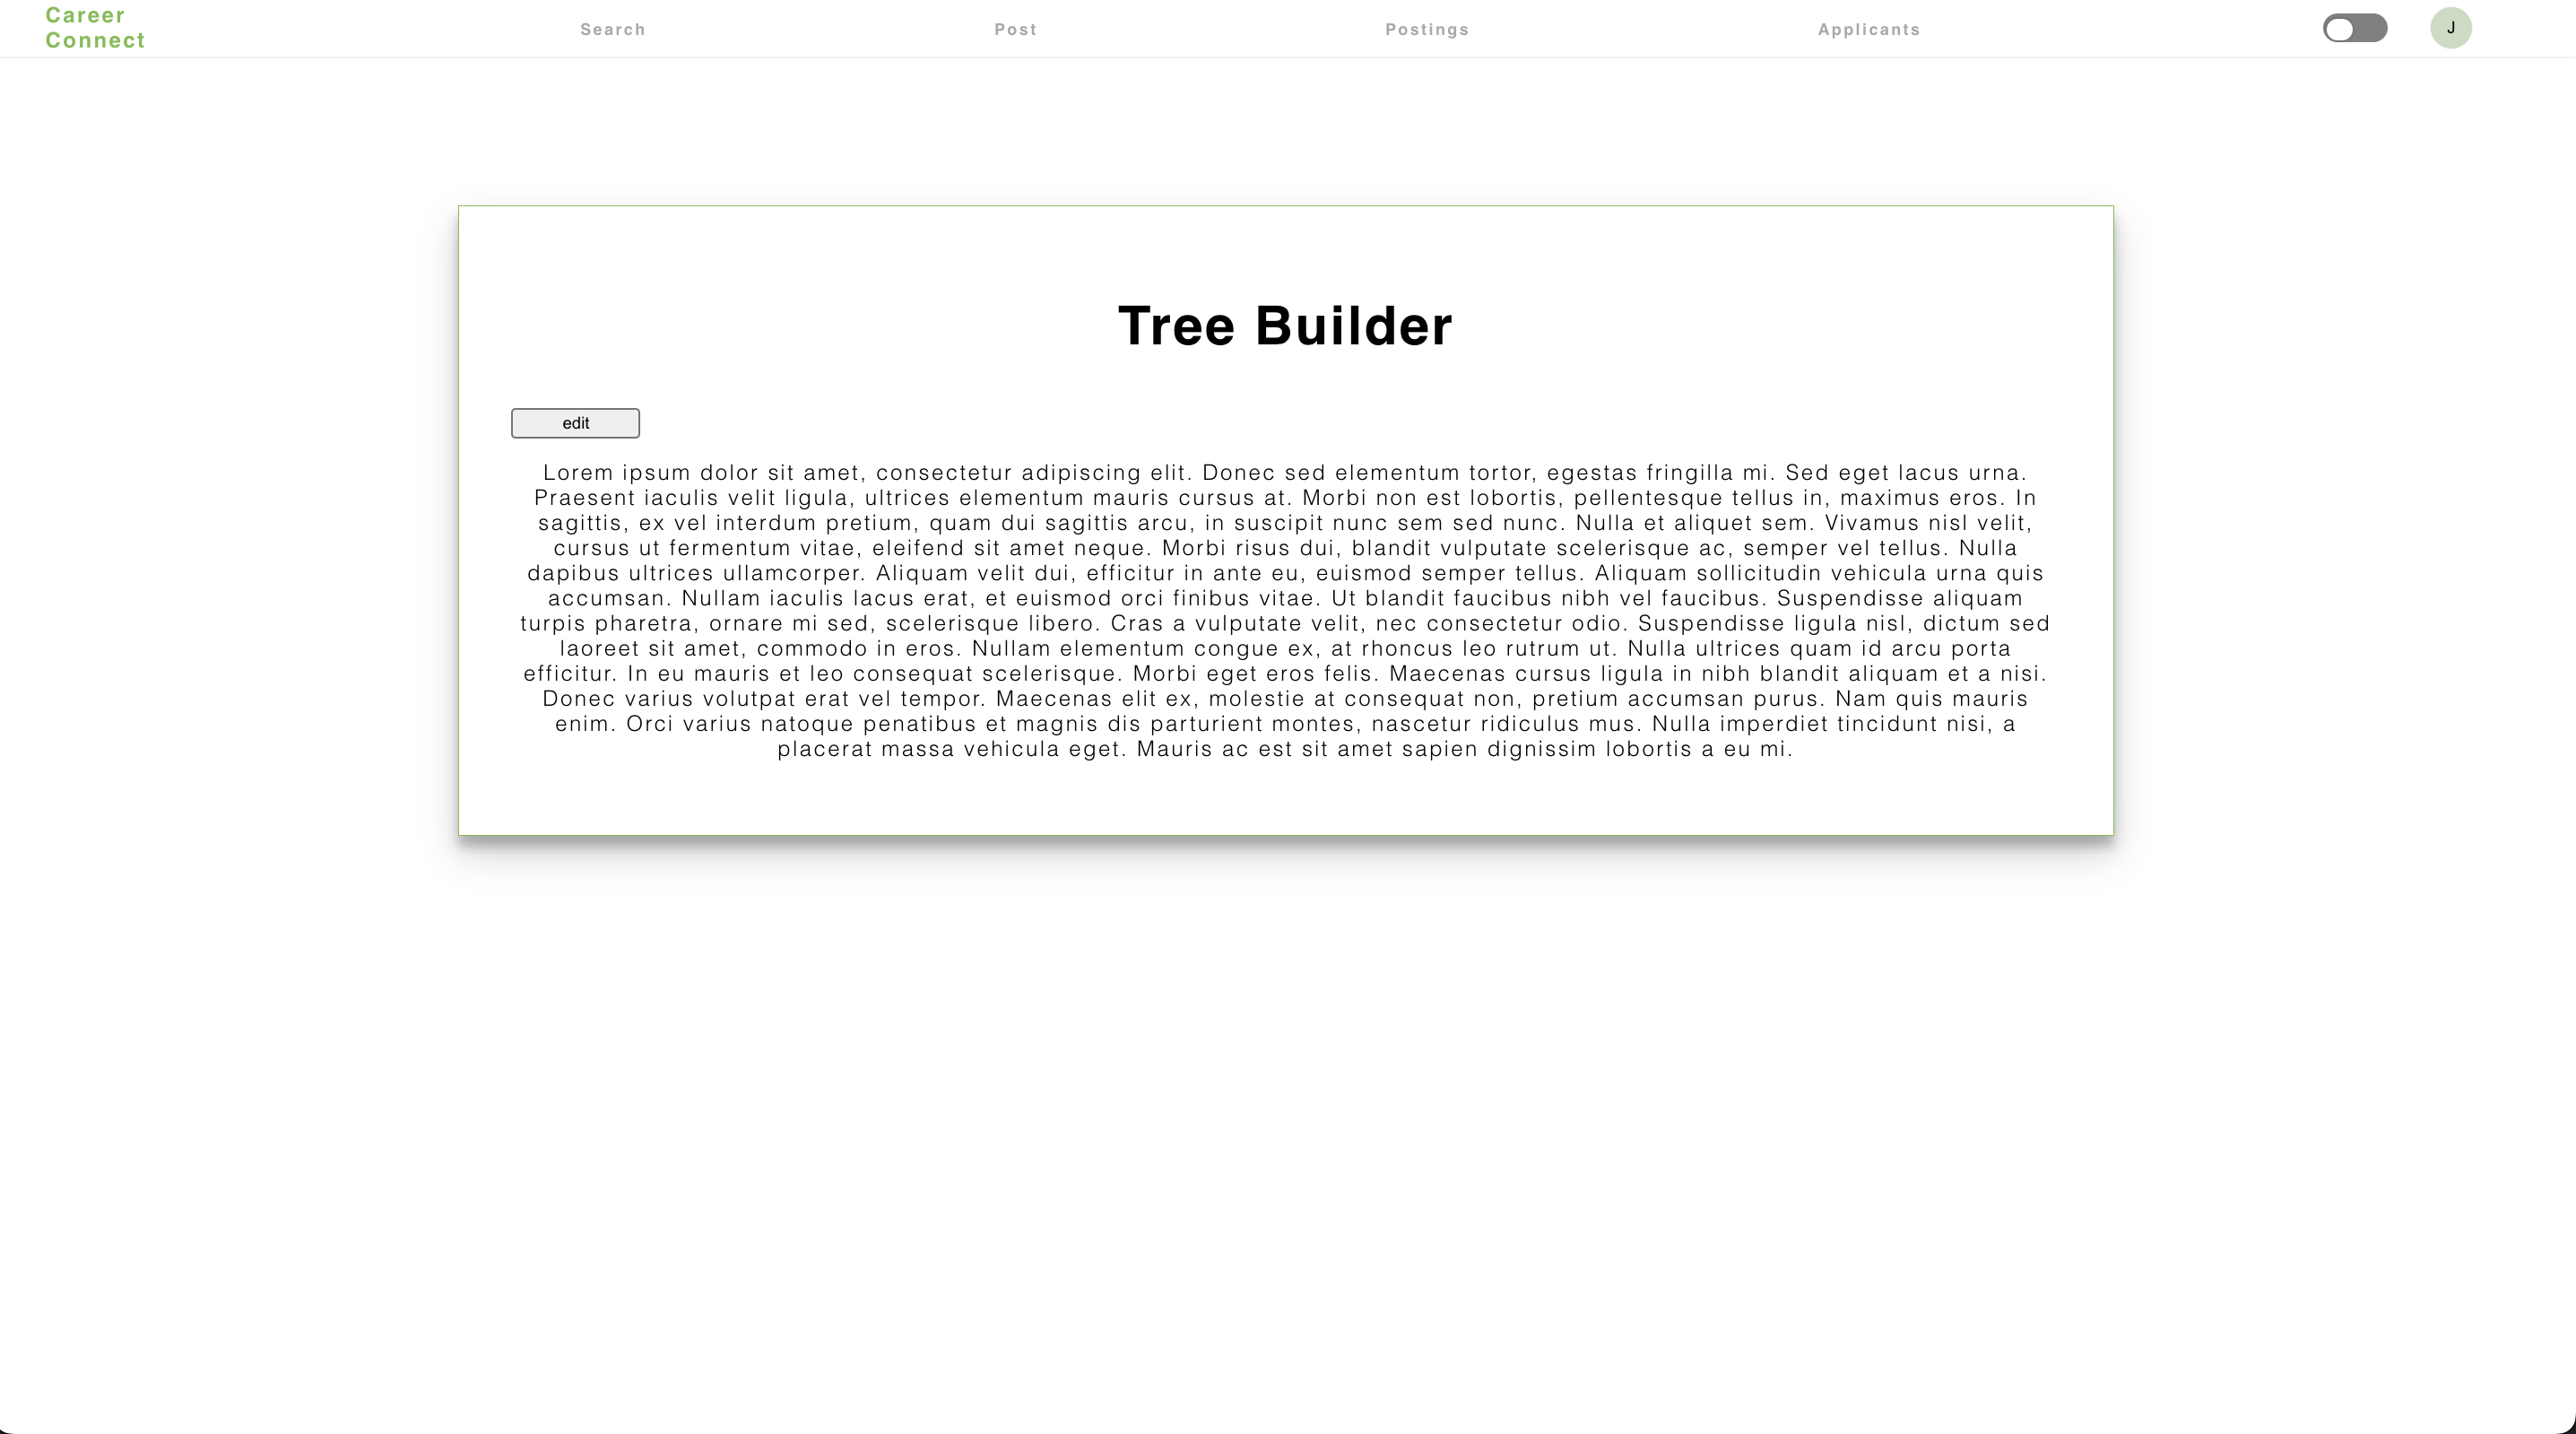 Career
Connect
Search
Post
Postings
Applicants
J
Tree Builder
edit
Lorem ipsum dolor sit amet, consectetur adipiscing elit. Donec sed elementum tortor, egestas fringilla mi. Sed eget lacus urna.
Praesent iaculis velit ligula, ultrices elementum mauris cursus at. Morbi non est lobortis, pellentesque tellus in, maximus eros. In
sagittis, ex vel interdum pretium, quam dui sagittis arcu, in suscipit nunc sem sed nunc. Nulla et aliquet sem. Vivamus nisl velit,
cursus ut fermentum vitae, eleifend sit amet neque. Morbi risus dui, blandit vulputate scelerisque ac, semper vel tellus. Nulla
dapibus ultrices ullamcorper. Aliquam velit dui, efficitur in ante eu, euismod semper tellus. Aliquam sollicitudin vehicula urna quis
accumsan. Nullam iaculis lacus erat, et euismod orci finibus vitae. Ut blandit faucibus nibh vel faucibus. Suspendisse aliquam
turpis pharetra, ornare mi sed, scelerisque libero. Cras a vulputate velit, nec consectetur odio. Suspendisse ligula nisl, dictum sed
laoreet sit amet, commodo in eros. Nullam elementum congue ex, at rhoncus leo rutrum ut. Nulla ultrices quam id arcu porta
efficitur. In eu mauris et leo consequat scelerisque. Morbi eget eros felis. Maecenas cursus ligula in nibh blandit aliquam et a nisi.
Donec varius volutpat erat vel tempor. Maecenas elit ex, molestie at consequat non, pretium accumsan purus. Nam quis mauris
enim. Orci varius natoque penatibus et magnis dis parturient montes, nascetur ridiculus mus. Nulla imperdiet tincidunt nisi, a
placerat massa vehicula eget. Mauris ac est sit amet sapien dignissim lobortis a eu mi.